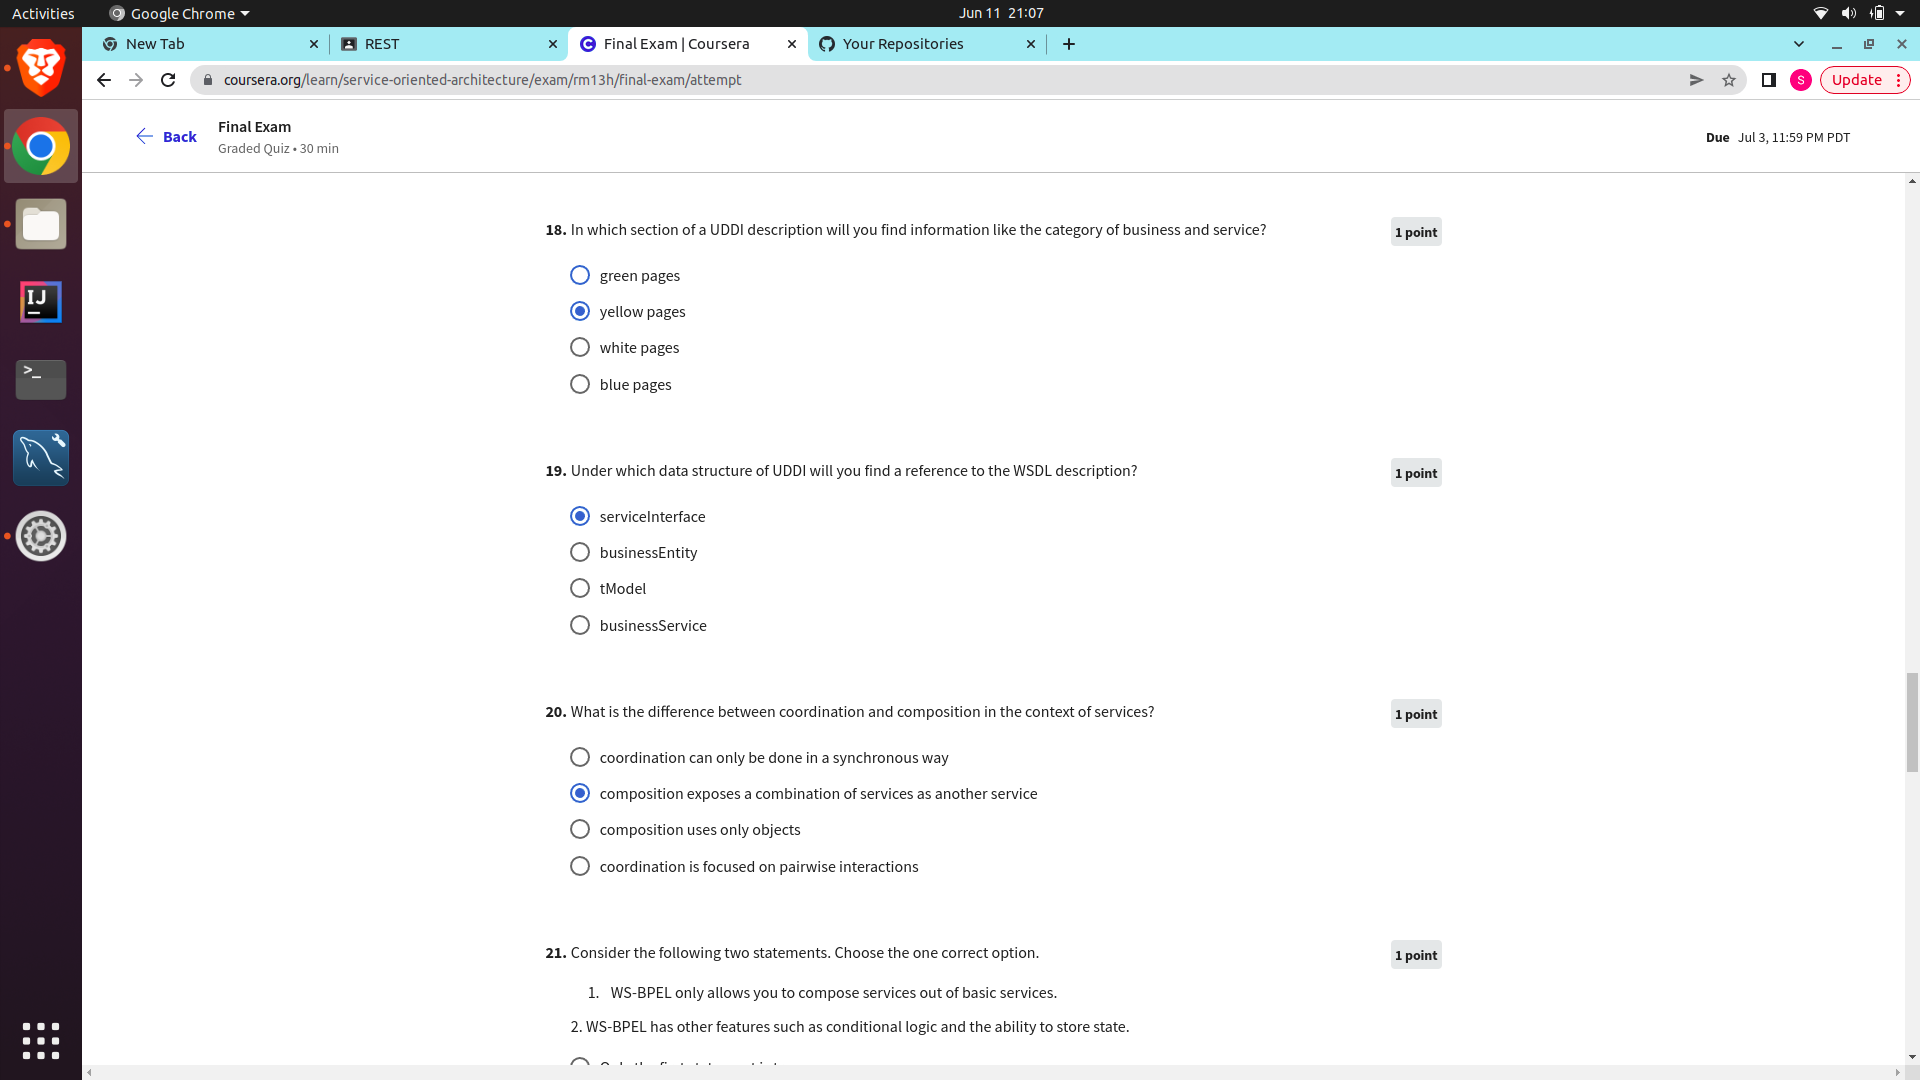 Activities
Google Chrome
Jun 11 21:07
New Tab
REST
Final Exam | Coursera
Your Repositories
coursera.org/learn/service-oriented-architecture/exam/rm13h/final-exam/attempt
S
Update
Back
Final Exam
Graded Quiz • 30 min
Due Jul 3, 11:59 PM PDT
18. In which section of a UDDI description will you find information like the category of business and service?
1 point
green pages
yellow pages
white pages
blue pages
19. Under which data structure of UDDI will you find a reference to the WSDL description?
1 point
serviceInterface
businessEntity
tModel
businessService
20. What is the difference between coordination and composition in the context of services?
1 point
coordination can only be done in a synchronous way
composition exposes a combination of services as another service
composition uses only objects
coordination is focused on pairwise interactions
21. Consider the following two statements. Choose the one correct option.
1 point
1. WS-BPEL only allows you to compose services out of basic services.
2. WS-BPEL has other features such as conditional logic and the ability to store state.
IJ
>_